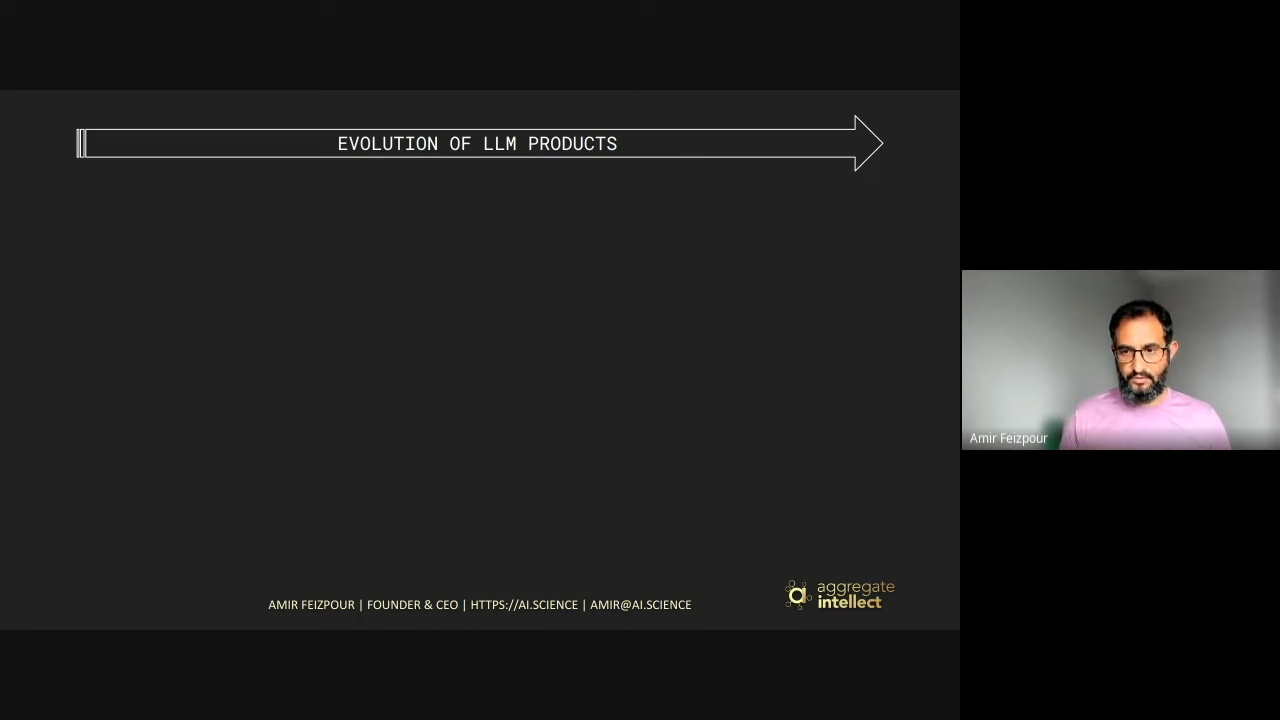 EVOLUTION OF LLM PRODUCTS
Amir Feizpour
AMIR FEIZPOUR | FOUNDER & CEO | HTTPS://AI.SCIENCE | AMIR@AI.SCIENCE
aggregate
intellect